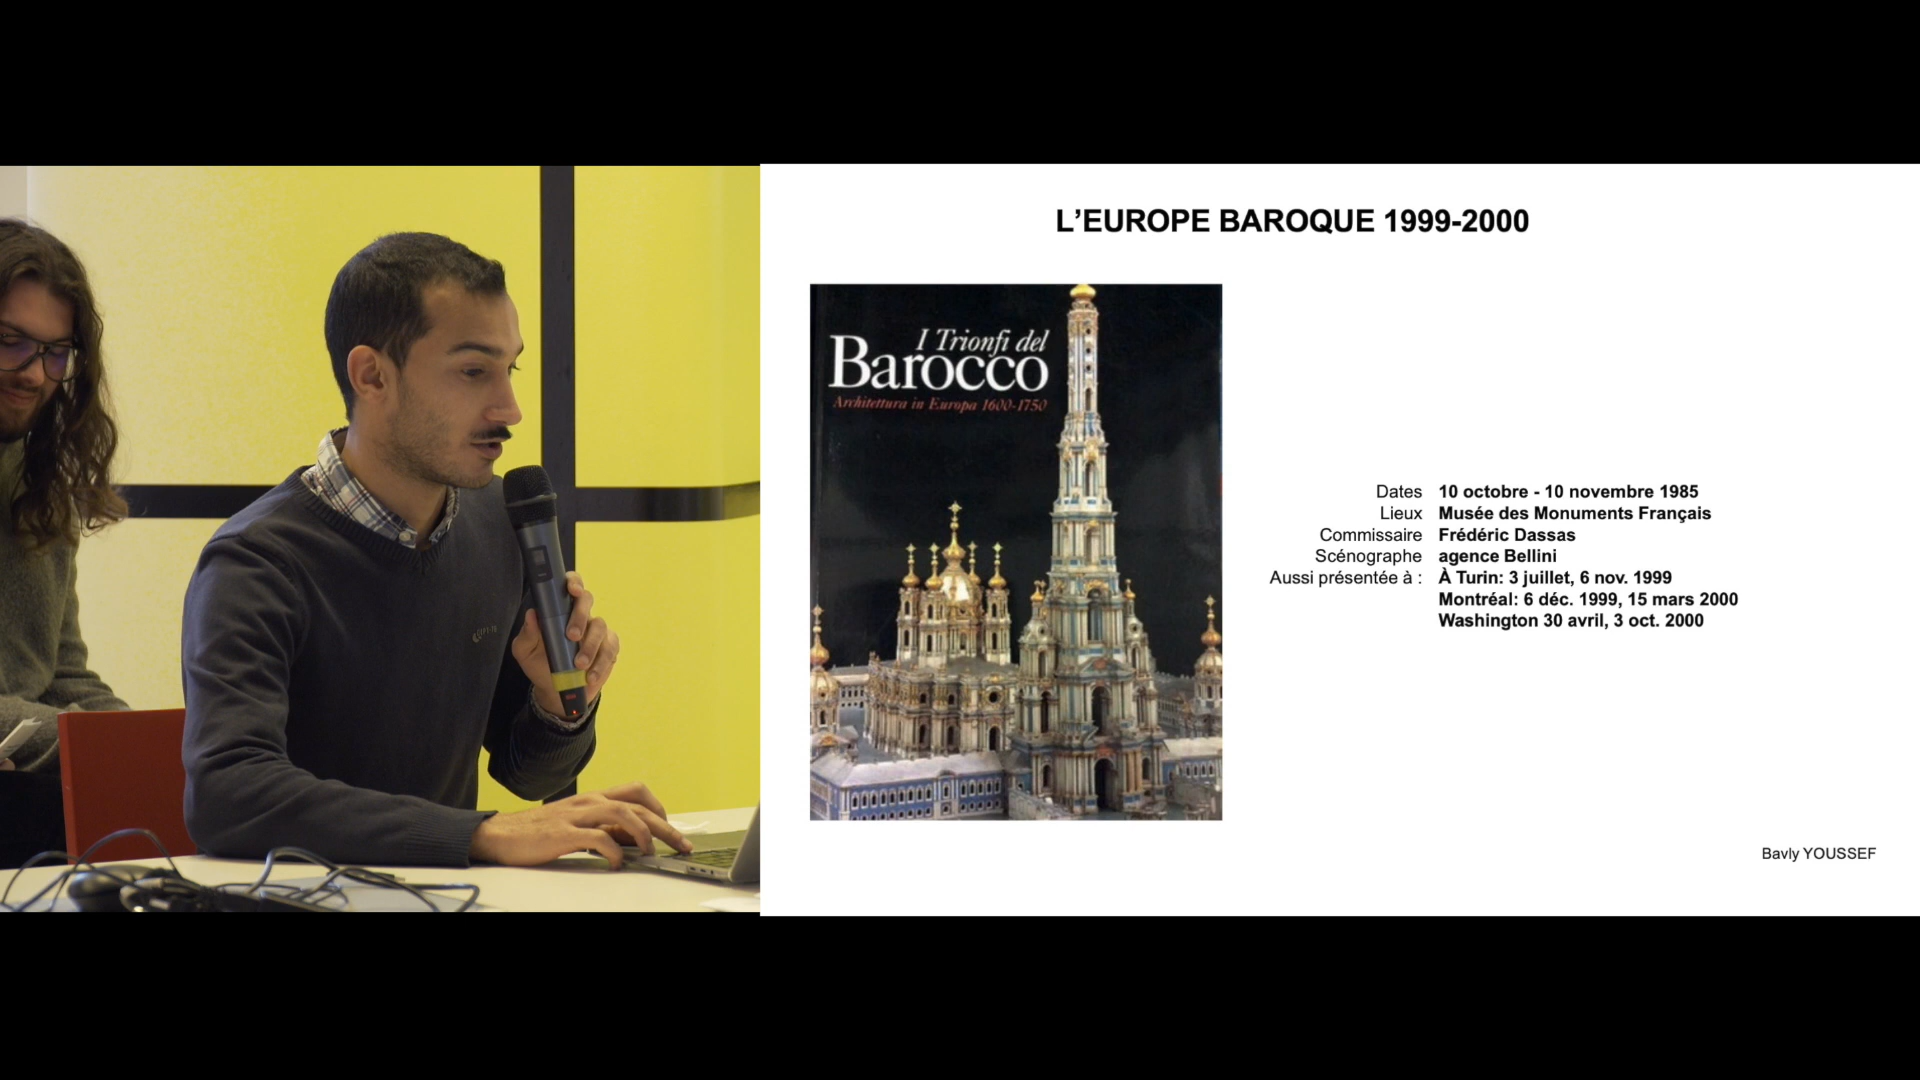 L’EUROPE BAROQUE 1999-2000
I Trionfi del
Barocco
Architettura in Europa 1600-1750
Dates 10 octobre - 10 novembre 1985
Lieux Musée des Monuments Français
Commissaire Frédéric Dassas
Scénographe agence Bellini
Aussi présentée à : À Turin: 3 juillet, 6 nov. 1999
Montréal: 6 déc. 1999, 15 mars 2000
Washington 30 avril, 3 oct. 2000
Bavly YOUSSEF